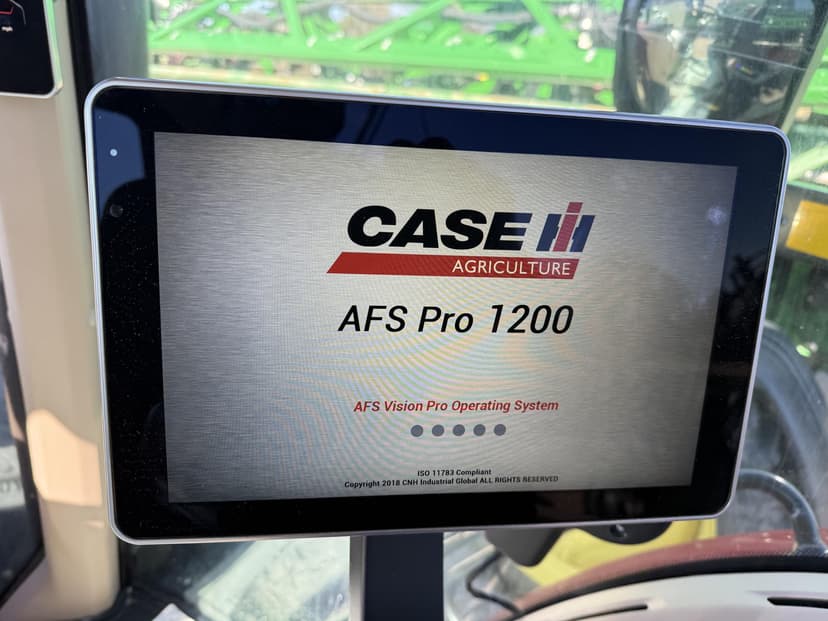 CASE IH
AGRICULTURE
AFS Pro 1200
AFS Vision Pro Operating System
ISO 11783 Compliant
Copyright 2018 CNH Industrial Global ALL RIGHTS RESERVED